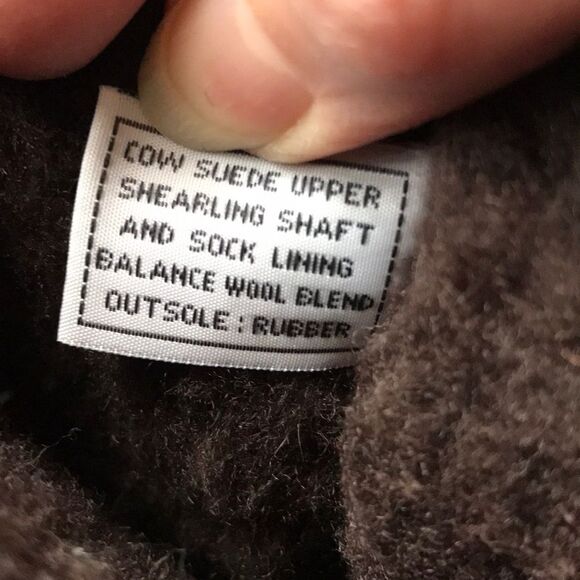 COW SUEDE UPPER
SHEARLING SHAFT
AND SOCK LINING
BALANCE WOOL BLEND
OUTSOLE: RUBBER